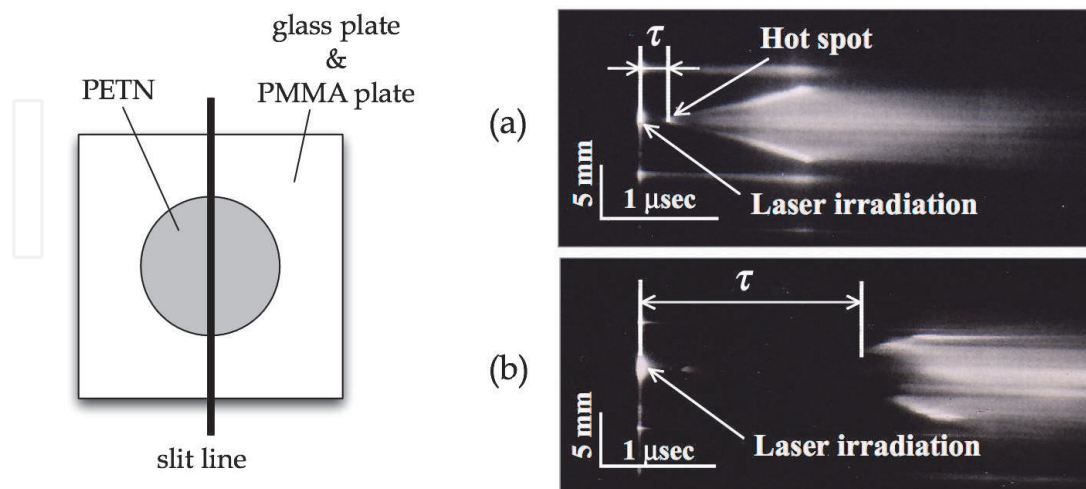 glass plate
&
PMMA plate
PETN
slit line
(a)
τ
Hot spot
Laser irradiation
5 mm
1 μsec
(b)
τ
Laser irradiation
5 mm
1 μsec